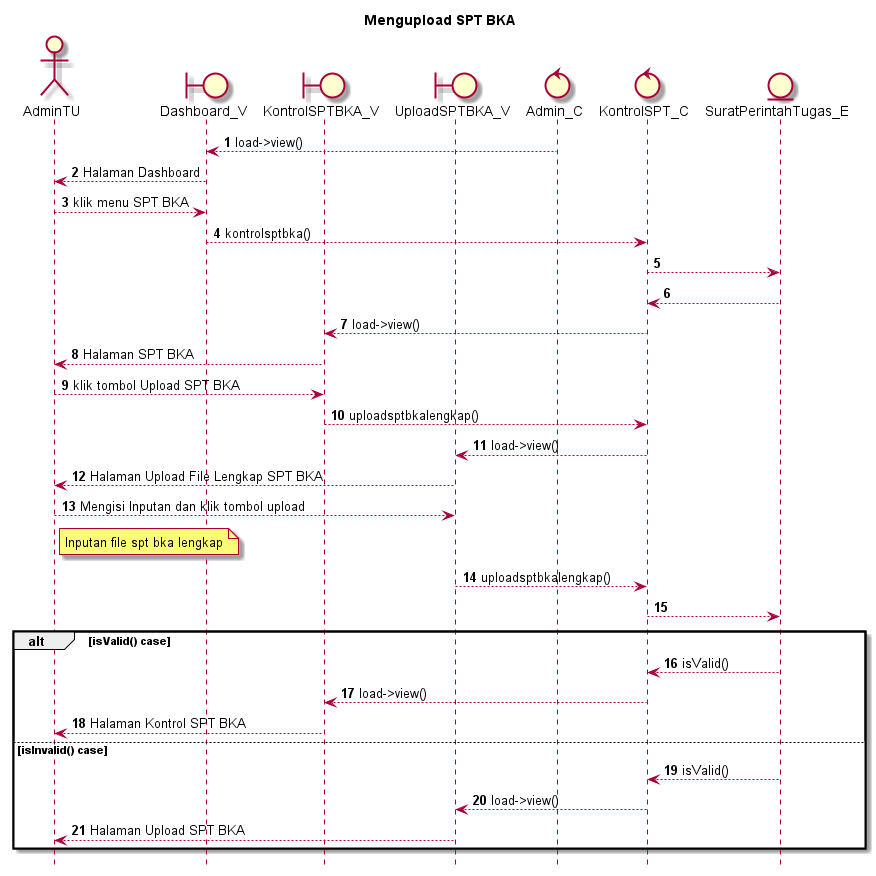 Mengupload SPT BKA
AdminTU
Dashboard_V
KontrolSPTBKA_V
UploadSPTBKA_V
Admin_C
KontrolSPT_C
SuratPerintahTugas_E
1 load->view()
2 Halaman Dashboard
3 klik menu SPT BKA
4 kontrolsptbka()
5
6
7 load->view()
8 Halaman SPT BKA
9 klik tombol Upload SPT BKA
10 uploadsptbkalengkap()
11 load->view()
12 Halaman Upload File Lengkap SPT BKA
13 Mengisi Inputan dan klik tombol upload
Inputan file spt bka lengkap
14 uploadsptbkalengkap()
15
alt [isValid() case]
16 isValid()
17 load->view()
18 Halaman Kontrol SPT BKA
[isInvalid() case]
19 isValid()
20 load->view()
21 Halaman Upload SPT BKA